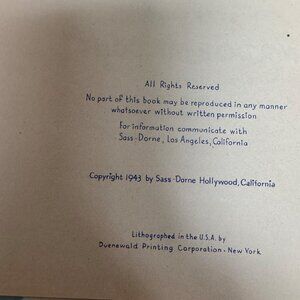 All Rights Reserved
No part of this book may be reproduced in any manner
whatsoever without written permission
For information communicate with
Sass-Dorne, Los Angeles, California
Copyright 1943 by Sass-Dorne Hollywood, California
Lithographed in the U.S.A. by
Duenewald Printing Corporation - New York